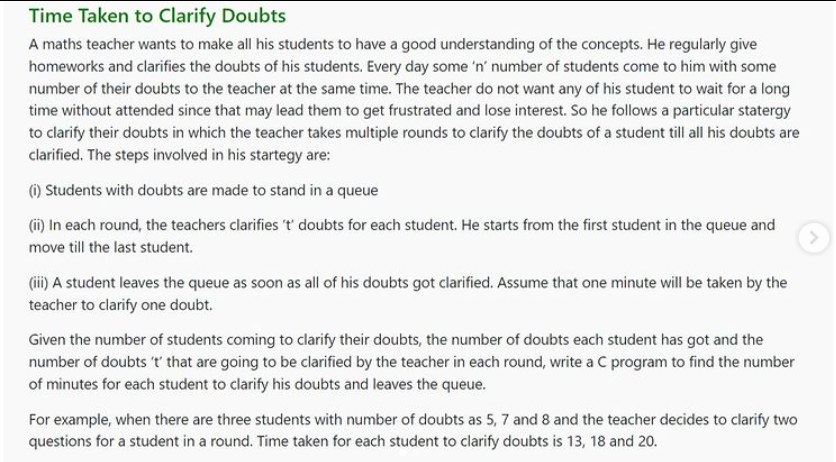 Time Taken to Clarify Doubts
A maths teacher wants to make all his students to have a good understanding of the concepts. He regularly give
homeworks and clarifies the doubts of his students. Every day some 'n' number of students come to him with some
number of their doubts to the teacher at the same time. The teacher do not want any of his student to wait for a long
time without attended since that may lead them to get frustrated and lose interest. So he follows a particular statergy
to clarify their doubts in which the teacher takes multiple rounds to clarify the doubts of a student till all his doubts are
clarified. The steps involved in his startegy are:
(i) Students with doubts are made to stand in a queue
(ii) In each round, the teachers clarifies 't' doubts for each student. He starts from the first student in the queue and
move till the last student.
(iii) A student leaves the queue as soon as all of his doubts got clarified. Assume that one minute will be taken by the
teacher to clarify one doubt.
Given the number of students coming to clarify their doubts, the number of doubts each student has got and the
number of doubts 't' that are going to be clarified by the teacher in each round, write a C program to find the number
of minutes for each student to clarify his doubts and leaves the queue.
For example, when there are three students with number of doubts as 5, 7 and 8 and the teacher decides to clarify two
questions for a student in a round. Time taken for each student to clarify doubts is 13, 18 and 20.